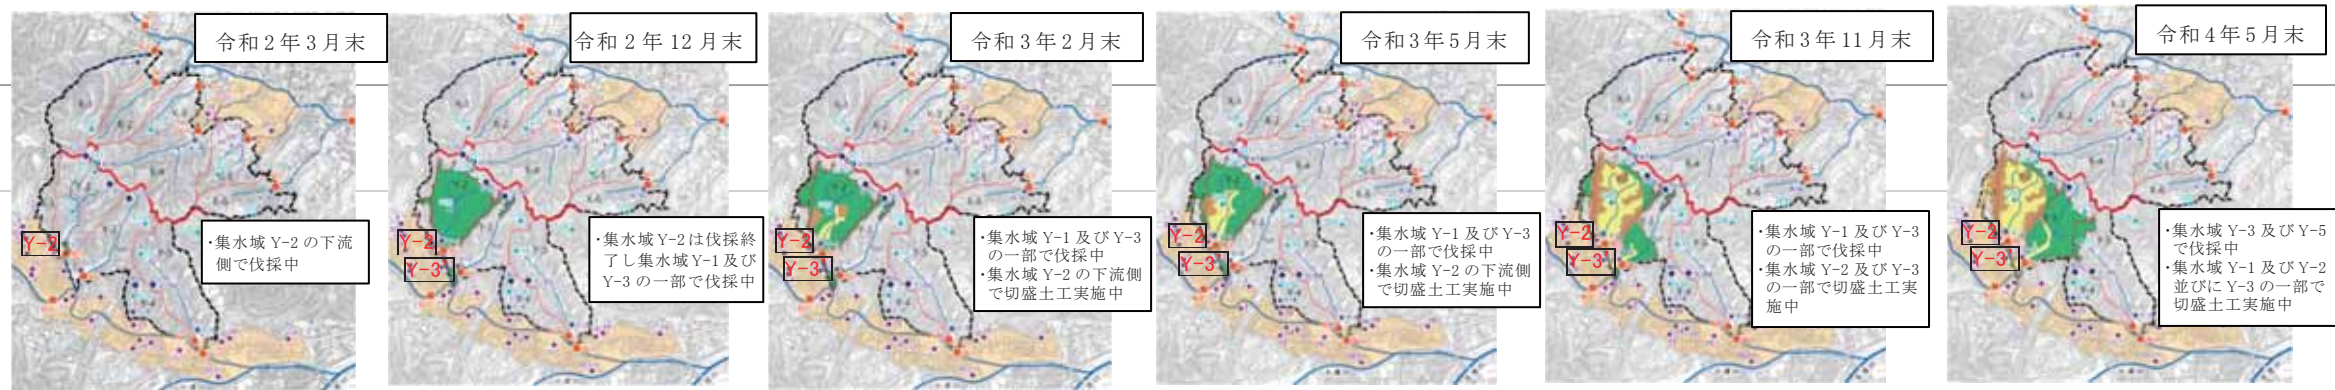 令和2年3月末
Y-2
・集水域 Y-2 の下流
側で伐採中
令和2年12月末
Y-2
Y-3
・集水域 Y-2 は伐採終
了し集水域 Y-1 及び
Y-3 の一部で伐採中
令和3年2月末
Y-2
Y-3
・集水域 Y-1 及び Y-3
の一部で伐採中
・集水域 Y-2 の下流側
で切盛土工実施中
令和3年5月末
Y-2
Y-3
・集水域 Y-1 及び Y-3
の一部で伐採中
・集水域 Y-2 の下流側
で切盛土工実施中
令和3年11月末
Y-2
Y-3
・集水域 Y-1 及び Y-3
の一部で伐採中
・集水域 Y-2 及び Y-3
の一部で切盛土工実
施中
令和4年5月末
Y-2
Y-3
・集水域 Y-3 及び Y-5
で伐採中
・集水域 Y-1 及び Y-2
並びに Y-3 の一部で
切盛土工実施中